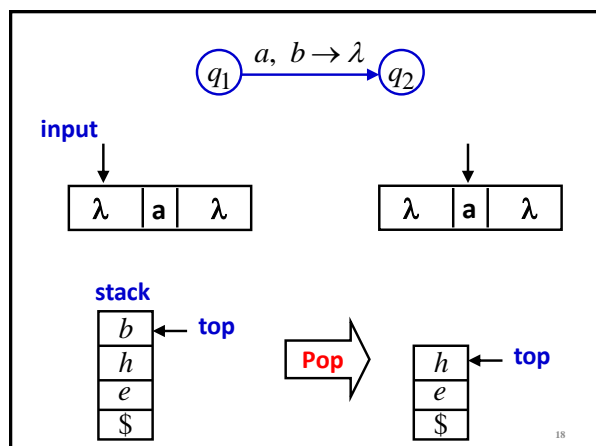 a, b → λ
q1 q2
input
λ a λ λ a λ
stack
b top
h Pop h top
e e
$ $
18